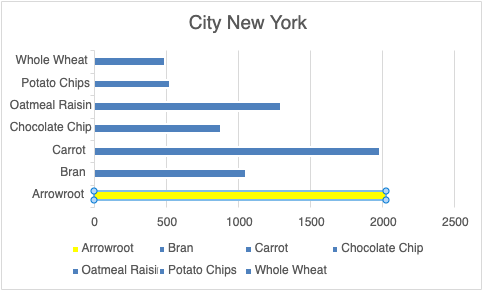 City New York
Whole Wheat
Potato Chips
Oatmeal Raisin
Chocolate Chip
Carrot
Bran
Arrowroot
0 500 1000 1500 2000 2500
Arrowroot Bran Carrot Chocolate Chip
Oatmeal Raisi Potato Chips Whole Wheat